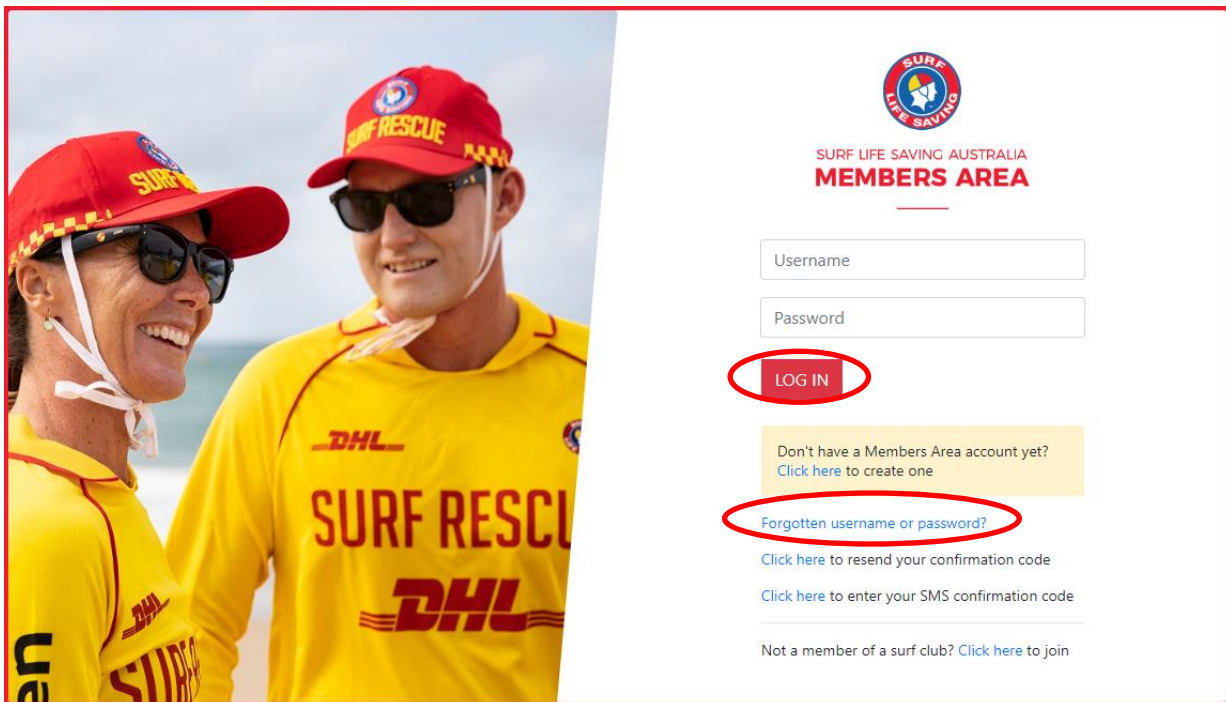 SURF RESCUE
SURF
DHL
SURF RESCU
DHL
DHL
SURF
en
SURF
LIFE SAVING
SURF LIFE SAVING AUSTRALIA
MEMBERS AREA
Username
Password
LOG IN
Don't have a Members Area account yet?
Click here to create one
Forgotten username or password?
Click here to resend your confirmation code
Click here to enter your SMS confirmation code
Not a member of a surf club? Click here to join